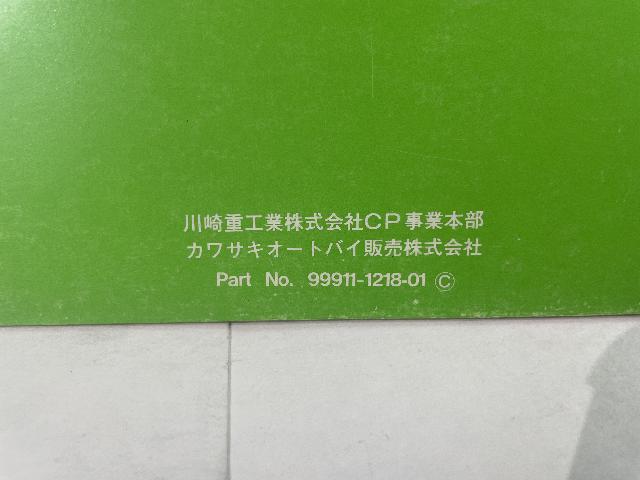 川崎重工業株式会社CP事業本部
カワサキオートバイ販売株式会社
Part No. 99911-1218-01 ©